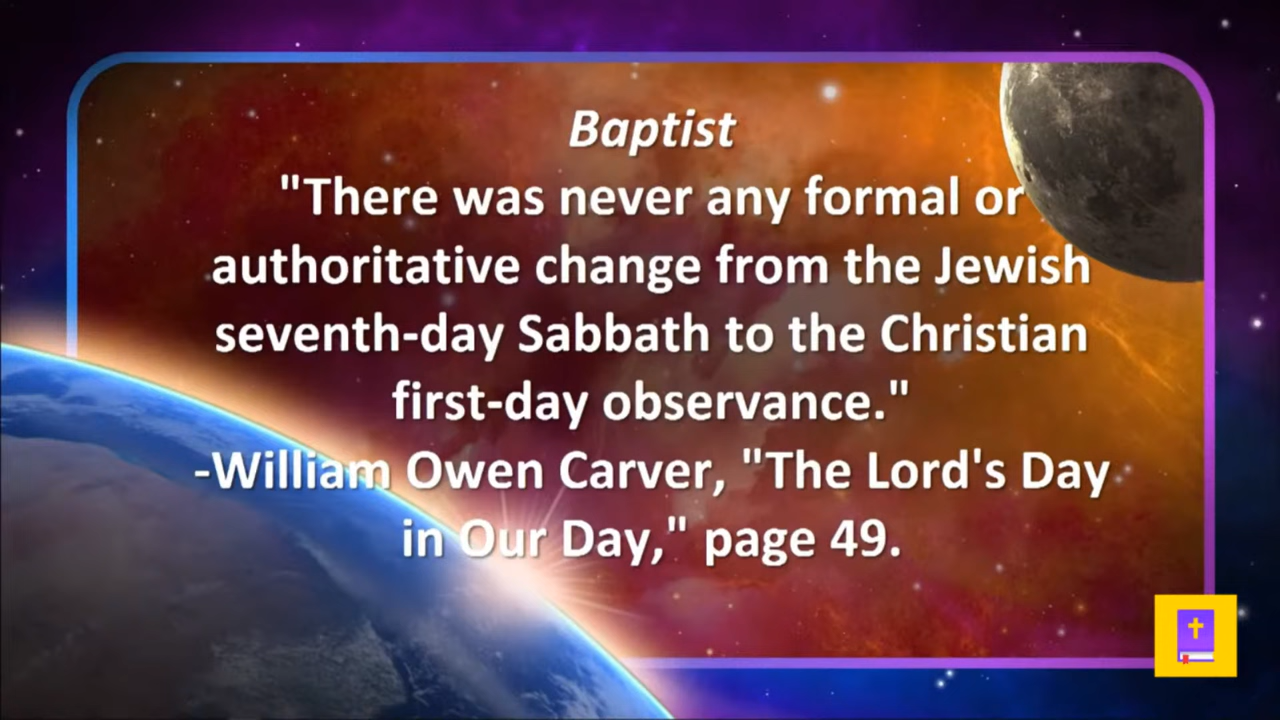 Baptist
"There was never any formal or
authoritative change from the Jewish
seventh-day Sabbath to the Christian
first-day observance."
-William Owen Carver, "The Lord's Day
in Our Day," page 49.